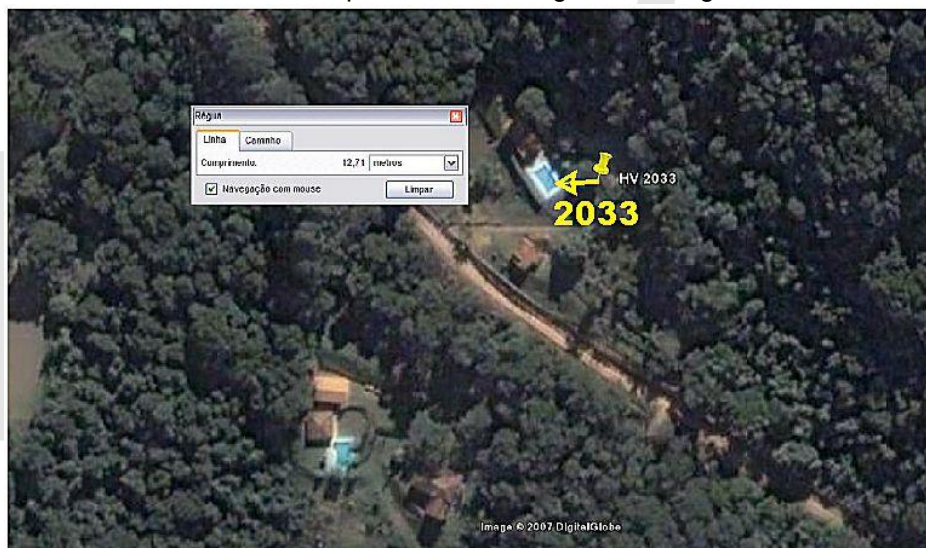 Régua
Linha Caminho
Comprimento: 12,71 metros
Navegação com mouse Limpar
HV 2033
2033
Image © 2007 DigitalGlobe